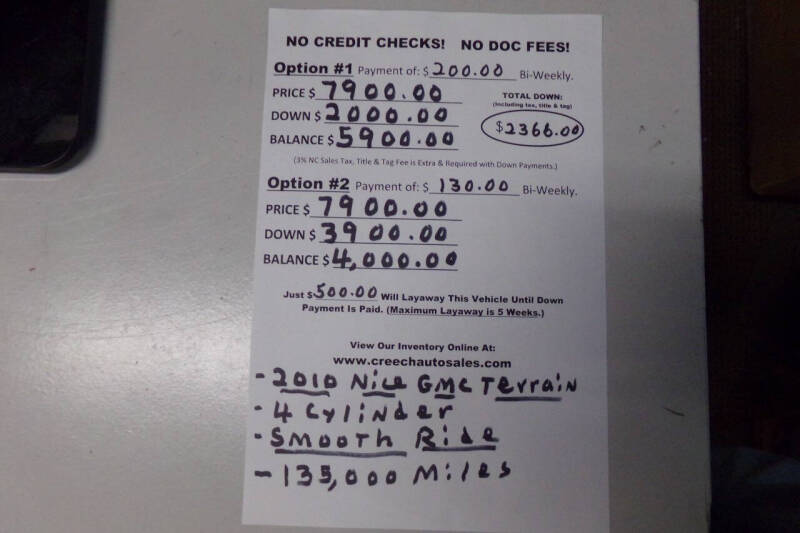 NO CREDIT CHECKS! NO DOC FEES!
Option #1 Payment of: $ 200.00 Bi-Weekly.
PRICE $ 7900.00
DOWN $ 2000.00
BALANCE $ 5900.00
TOTAL DOWN:
(Including tax, title & tag)
$2366.00
(3% NC Sales Tax, Title & Tag Fee is Extra & Required with Down Payments.)
Option #2 Payment of: $ 130.00 Bi-Weekly.
PRICE $ 7900.00
DOWN $ 3900.00
BALANCE $ 4,000.00
Just $ 500.00 Will Layaway This Vehicle Until Down
Payment Is Paid. (Maximum Layaway is 5 Weeks.)
View Our Inventory Online At:
www.creechautosales.com
- 2010 Nice GMC Terrain
- 4 Cylinder
- Smooth Ride
- 135,000 Miles